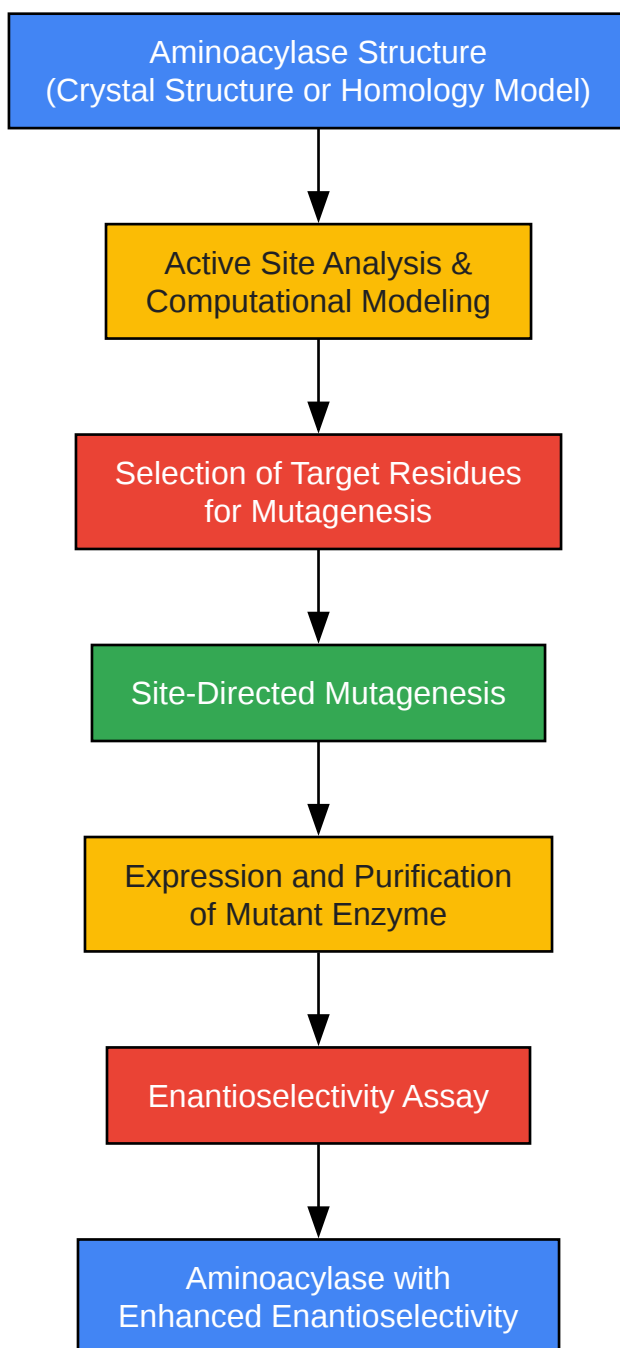 Aminoacylase Structure
(Crystal Structure or Homology Model)
Active Site Analysis &
Computational Modeling
Selection of Target Residues
for Mutagenesis
Site-Directed Mutagenesis
Expression and Purification
of Mutant Enzyme
Enantioselectivity Assay
Aminoacylase with
Enhanced Enantioselectivity